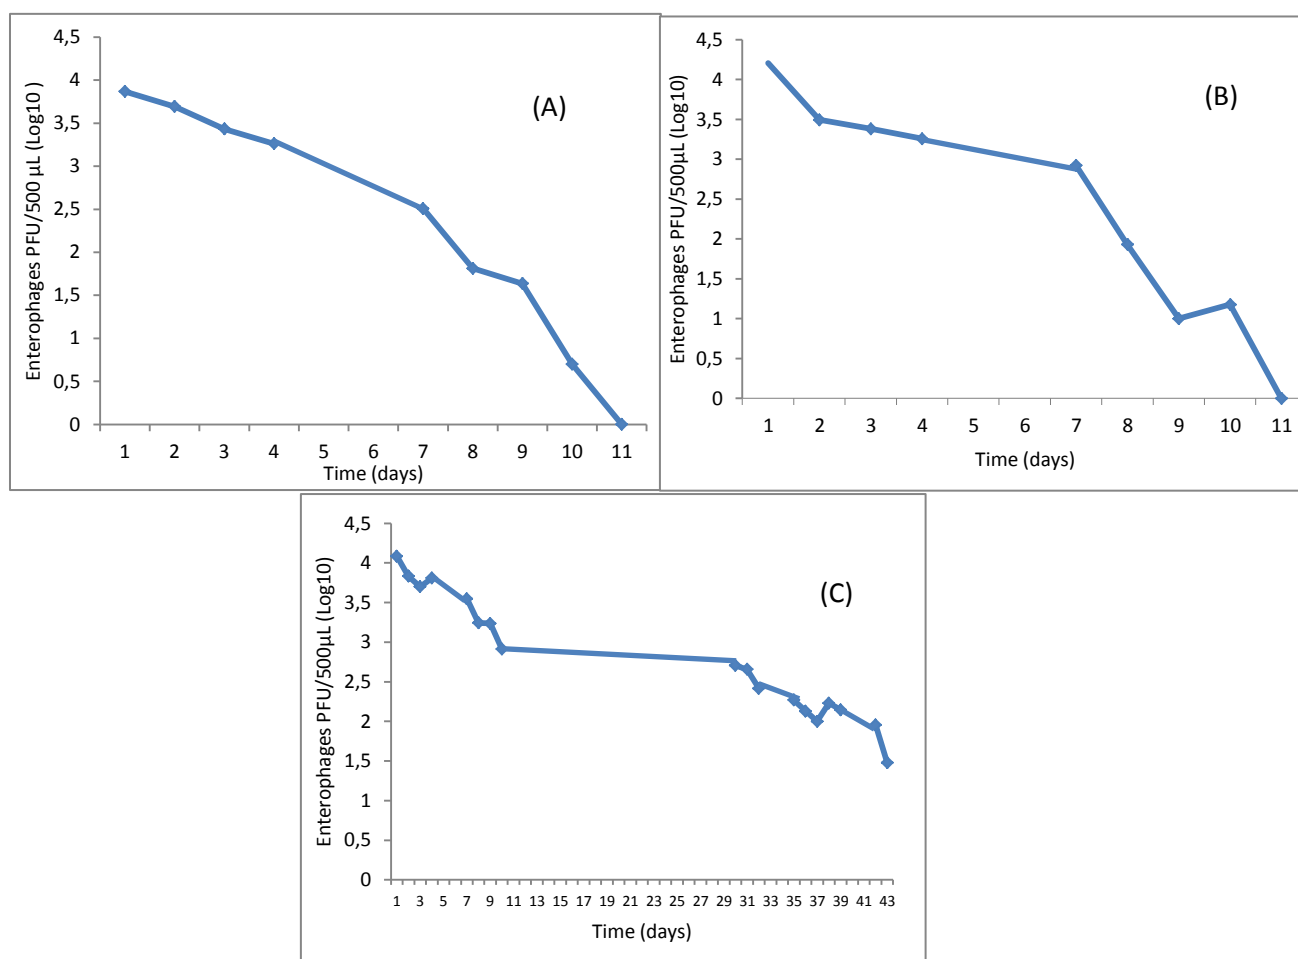 Enterophages PFU/500 µL (Log10 )
4,5
4
3,5
3
2,5
2
1,5
1
0,5
0
(A)
1 2 3 4 5 6 7 8 9 10 11
Time (days)
Enterophages PFU/500µL (Log10)
4,5
4
3,5
3
2,5
2
1,5
1
0,5
0
(B)
1 2 3 4 5 6 7 8 9 10 11
Time (days)
Enterophages PFU/500µL (Log10)
4,5
4
3,5
3
2,5
2
1,5
1
0,5
0
(C)
1 3 5 7 9 11 13 15 17 19 21 23 25 27 29 31 33 35 37 39 41 43
Time (days)